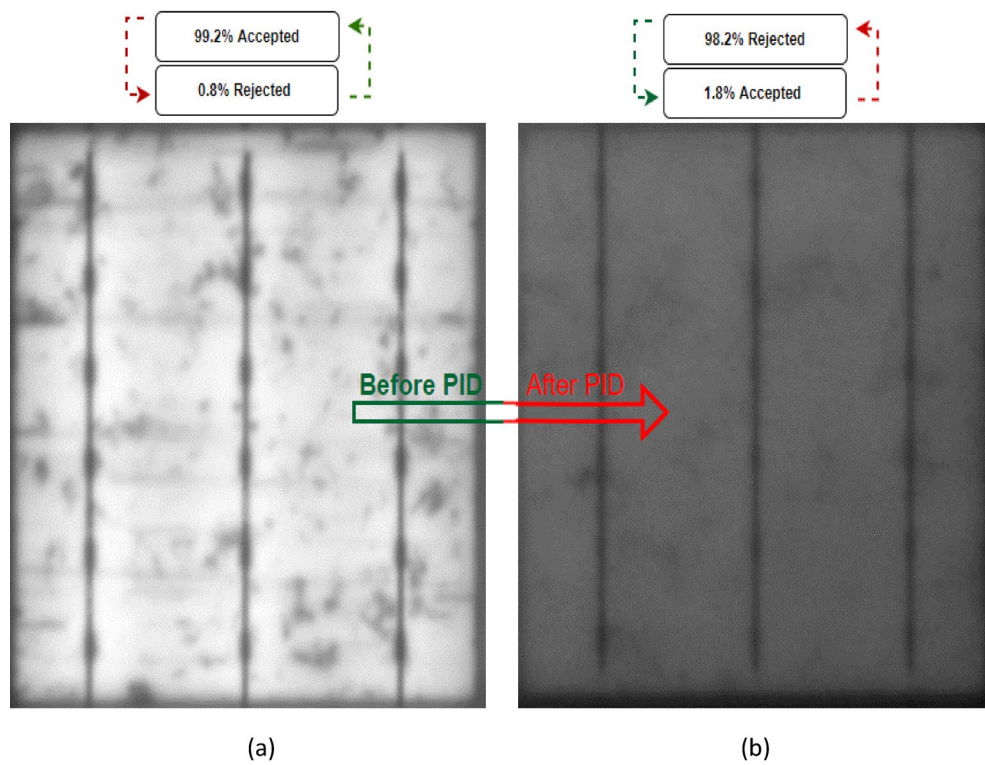 99.2% Accepted
0.8% Rejected
98.2% Rejected
1.8% Accepted
Before PID
After PID
(a)
(b)